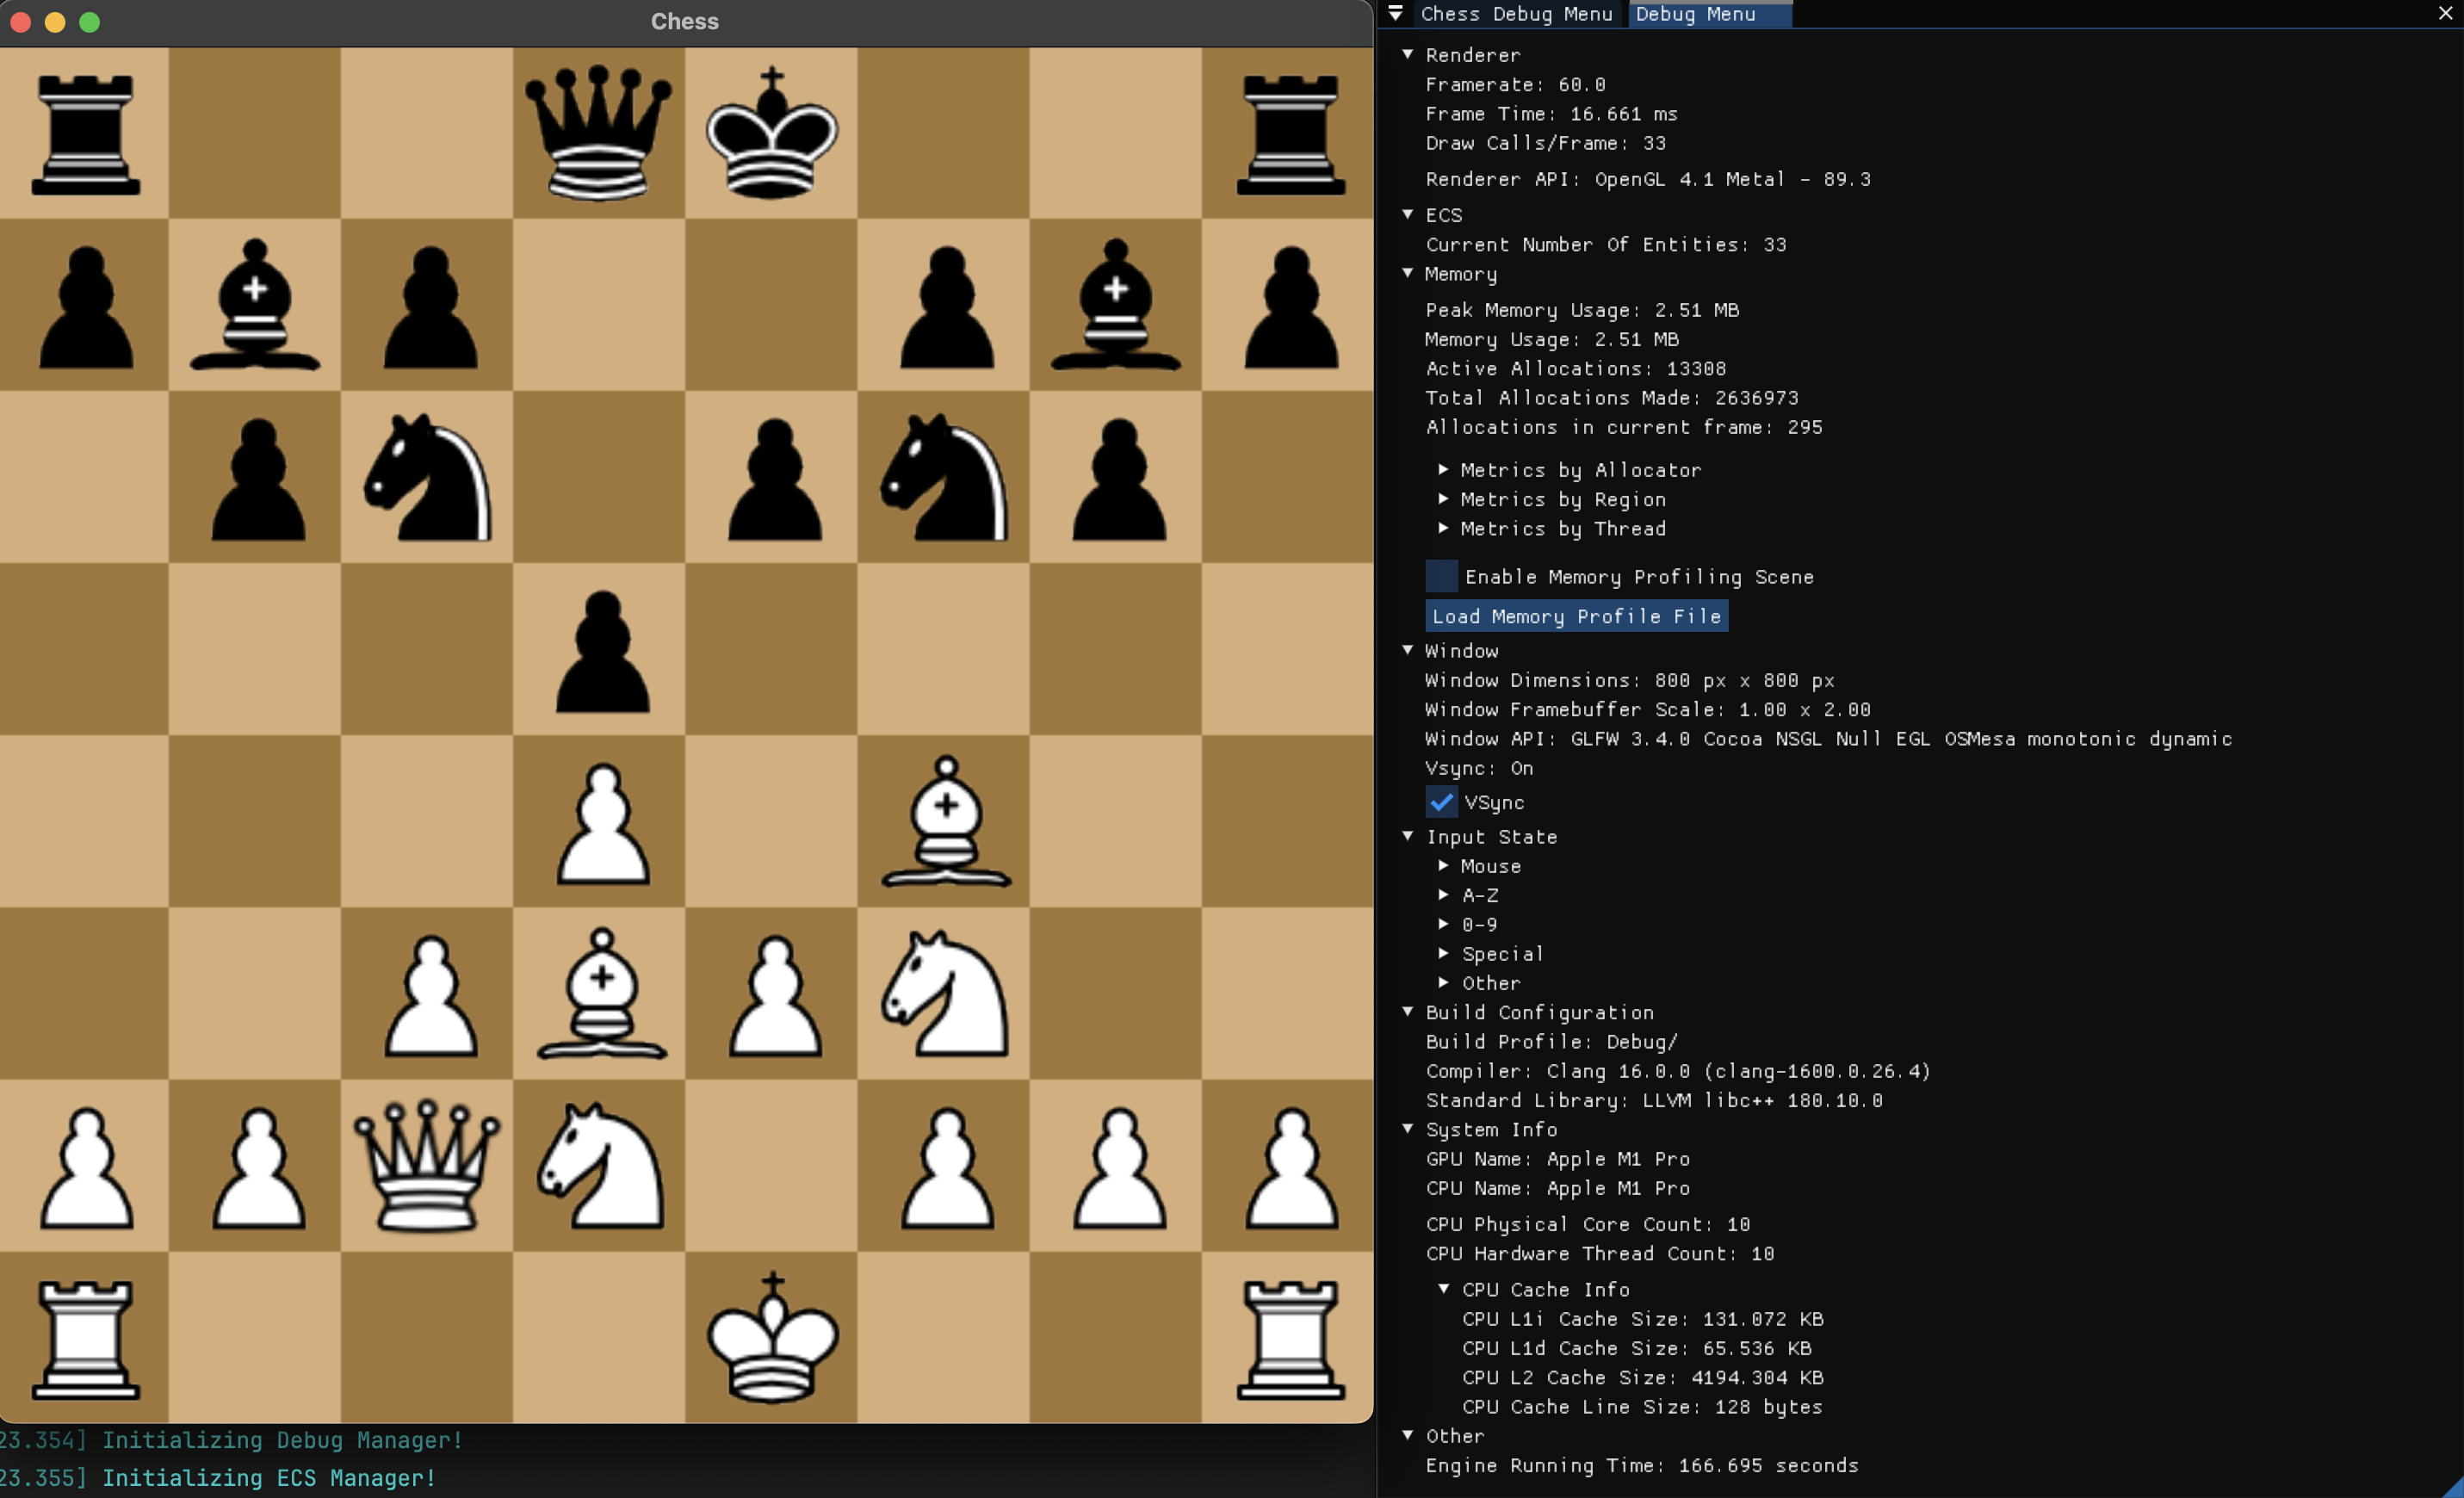 Chess
23.354] Initializing Debug Manager!
23.355] Initializing ECS Manager!
Chess Debug Menu
Debug Menu
Renderer
Framerate: 60.0
Frame Time: 16.661 ms
Draw Calls/Frame: 33
Renderer API: OpenGL 4.1 Metal - 89.3
ECS
Current Number Of Entities: 33
Memory
Peak Memory Usage: 2.51 MB
Memory Usage: 2.51 MB
Active Allocations: 13308
Total Allocations Made: 2636973
Allocations in current frame: 295
Metrics by Allocator
Metrics by Region
Metrics by Thread
Enable Memory Profiling Scene
Load Memory Profile File
Window
Window Dimensions: 800 px x 800 px
Window Framebuffer Scale: 1.00 x 2.00
Window API: GLFW 3.4.0 Cocoa NSGL Null EGL OSMesa monotonic dynamic
Vsync: On
VSync
Input State
Mouse
A-Z
0-9
Special
Other
Build Configuration
Build Profile: Debug/
Compiler: Clang 16.0.0 (clang-1600.0.26.4)
Standard Library: LLVM libc++ 180.10.0
System Info
GPU Name: Apple M1 Pro
CPU Name: Apple M1 Pro
CPU Physical Core Count: 10
CPU Hardware Thread Count: 10
CPU Cache Info
CPU L1i Cache Size: 131.072 KB
CPU L1d Cache Size: 65.536 KB
CPU L2 Cache Size: 4194.304 KB
CPU Cache Line Size: 128 bytes
Other
Engine Running Time: 166.695 seconds